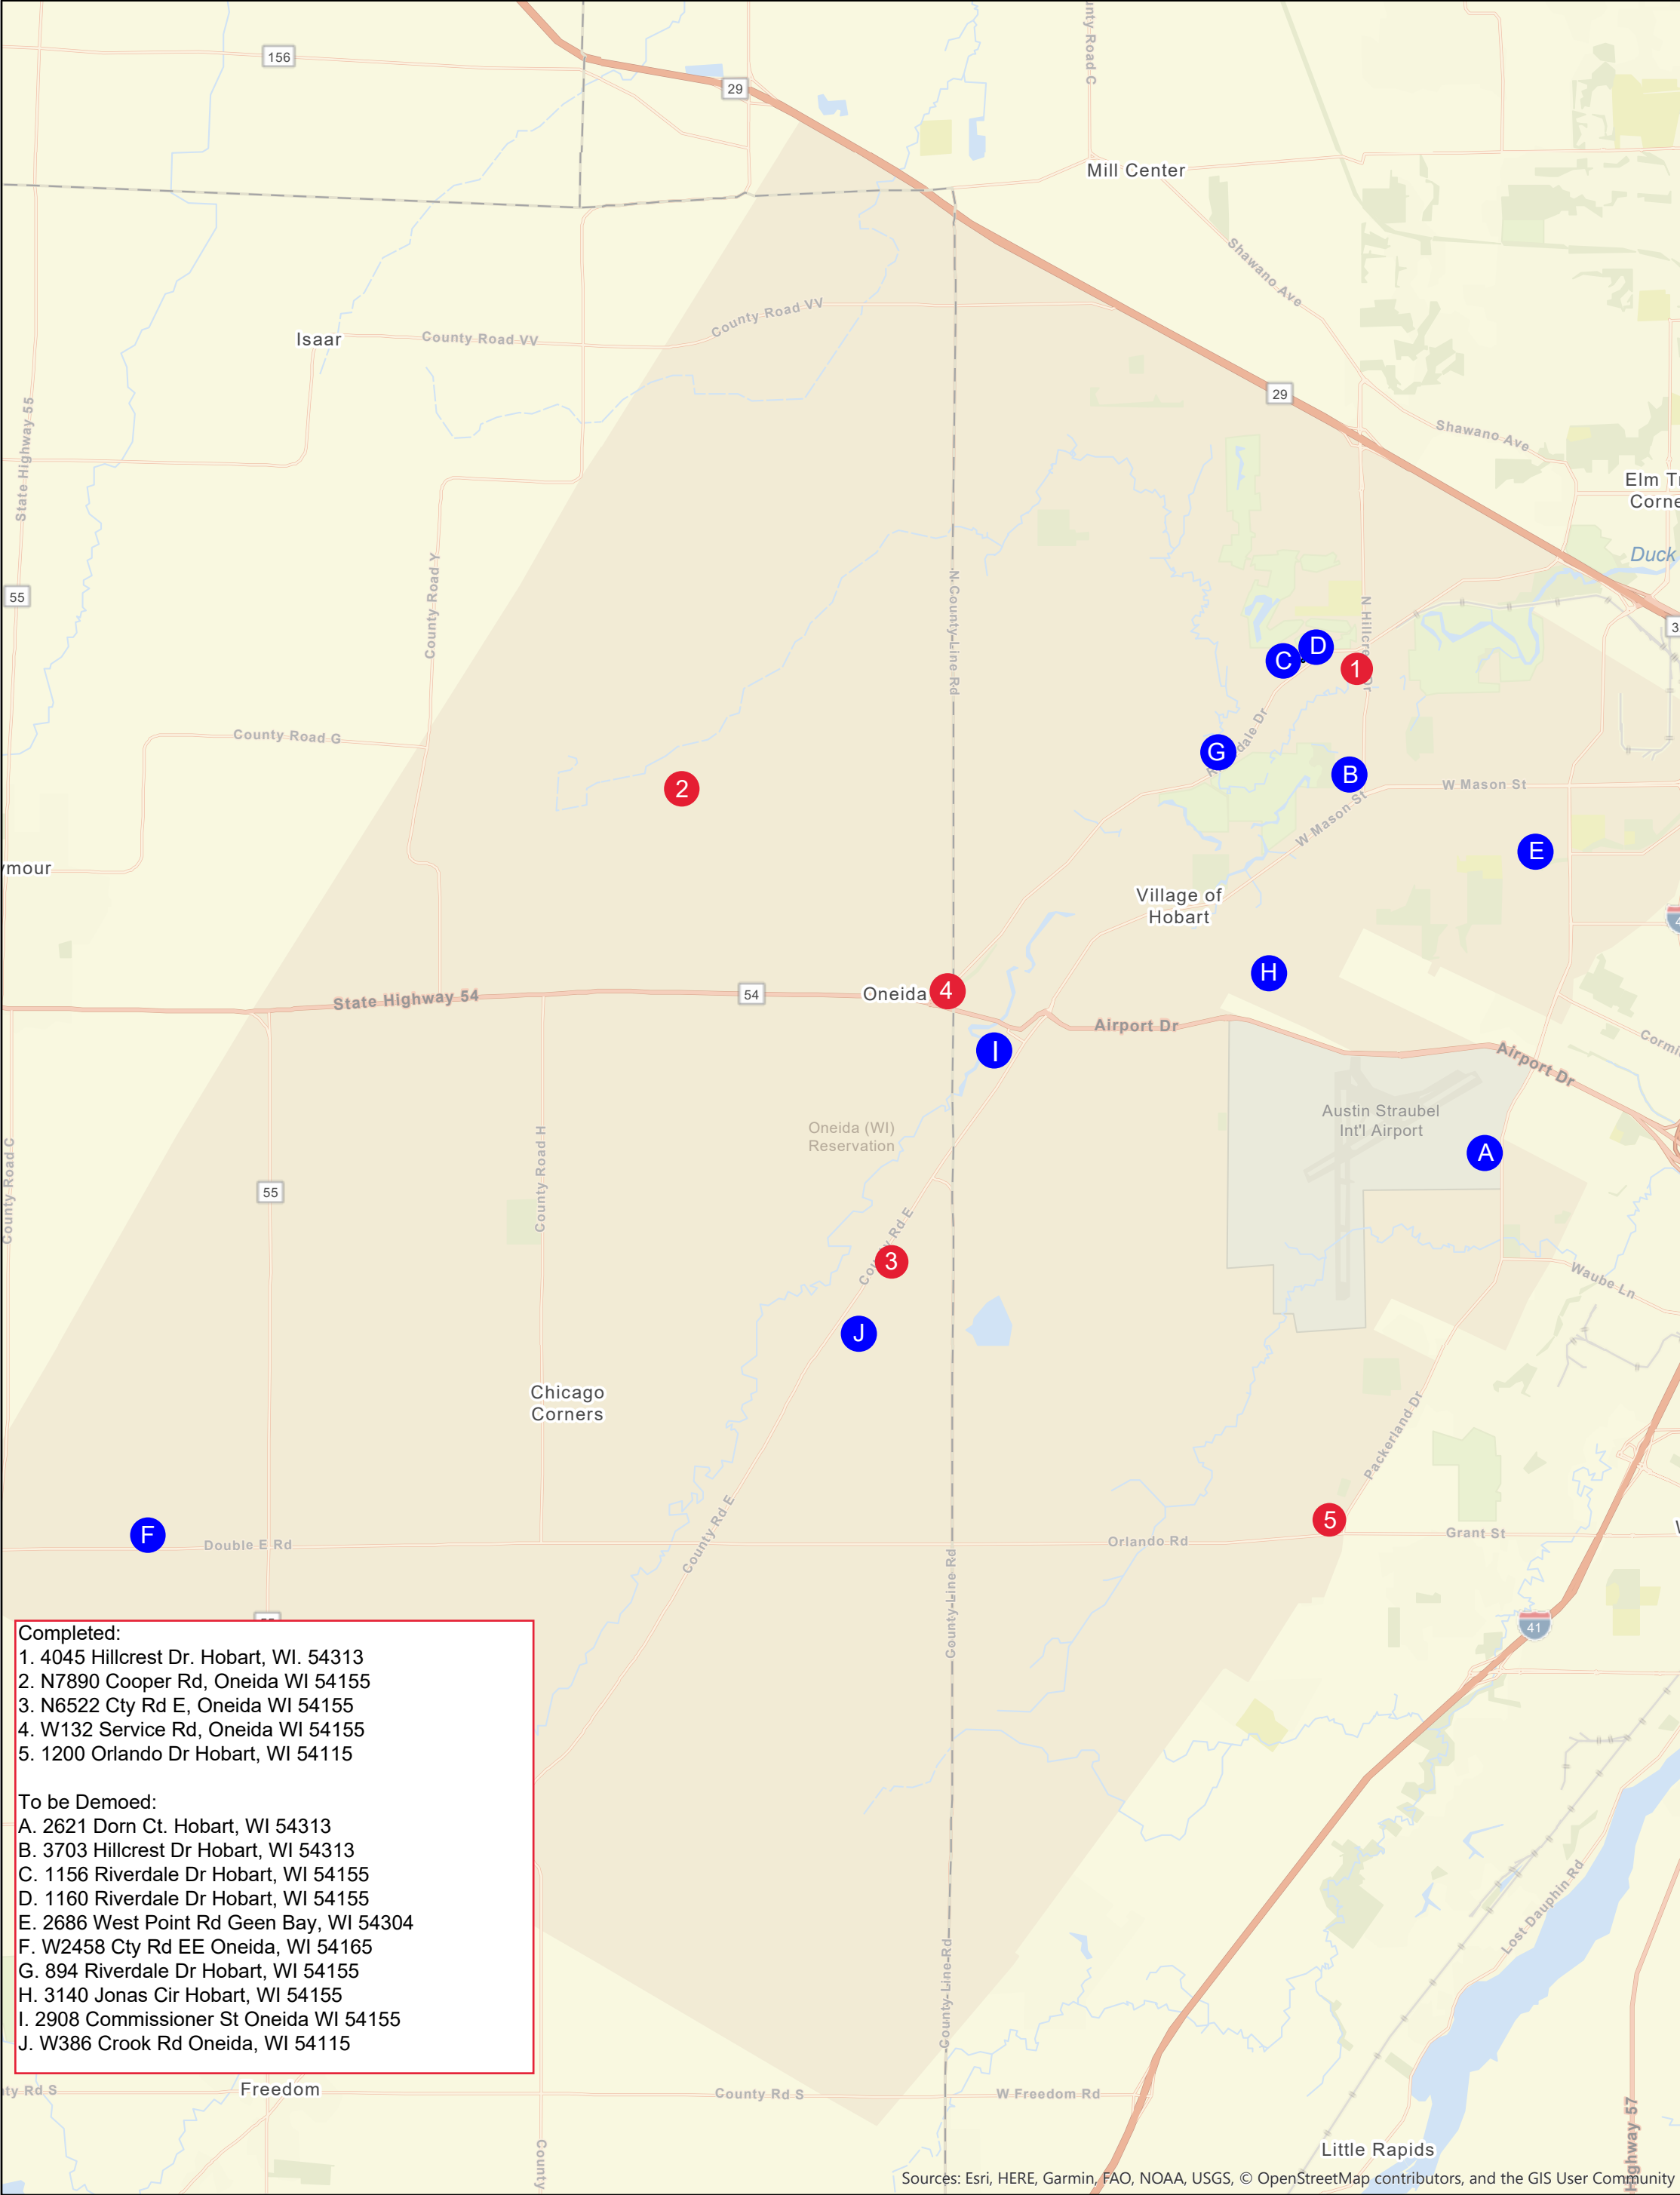 156
29
County Road C
Mill Center
Shawano Ave
Isaar
County Road VV
County Road VV
State Highway 55
29
Shawano Ave
Duck
55
County Road Y
N County Line Rd
N Hillcrest Dr
C
D
1
County Road G
G
B
W Mason St
W Mason St
2
E
Village of
Hobart
H
State Highway 54
54
Oneida
4
Airport Dr
Airport Dr
I
Oneida (WI)
Reservation
Austin Straubel
Int'l Airport
A
County Road C
County Road H
55
County Rd E
3
Waube Ln
J
Chicago
Corners
Packerland Dr
F
Double E Rd
County Rd E
County Line Rd
Orlando Rd
5
Grant St
41
Completed:
1. 4045 Hillcrest Dr. Hobart, WI. 54313
2. N7890 Cooper Rd, Oneida WI 54155
3. N6522 Cty Rd E, Oneida WI 54155
4. W132 Service Rd, Oneida WI 54155
5. 1200 Orlando Dr Hobart, WI 54115
To be Demoed:
A. 2621 Dorn Ct. Hobart, WI 54313
B. 3703 Hillcrest Dr Hobart, WI 54313
C. 1156 Riverdale Dr Hobart, WI 54155
D. 1160 Riverdale Dr Hobart, WI 54155
E. 2686 West Point Rd Geen Bay, WI 54304
F. W2458 Cty Rd EE Oneida, WI 54165
G. 894 Riverdale Dr Hobart, WI 54155
H. 3140 Jonas Cir Hobart, WI 54155
I. 2908 Commissioner St Oneida WI 54155
J. W386 Crook Rd Oneida, WI 54115
Lost Dauphin Rd
County Line Rd
Freedom
County Rd S
W Freedom Rd
County
Little Rapids
Highway 57
Sources: Esri, HERE, Garmin, FAO, NOAA, USGS, © OpenStreetMap contributors, and the GIS User Community